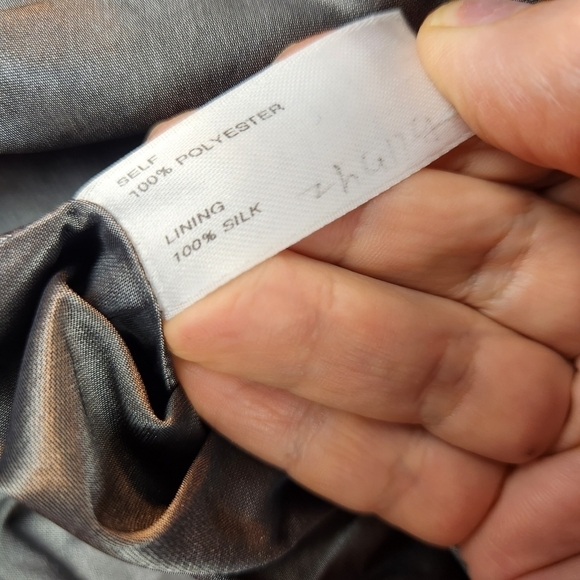 SELF
100% POLYESTER
LINING
100% SILK